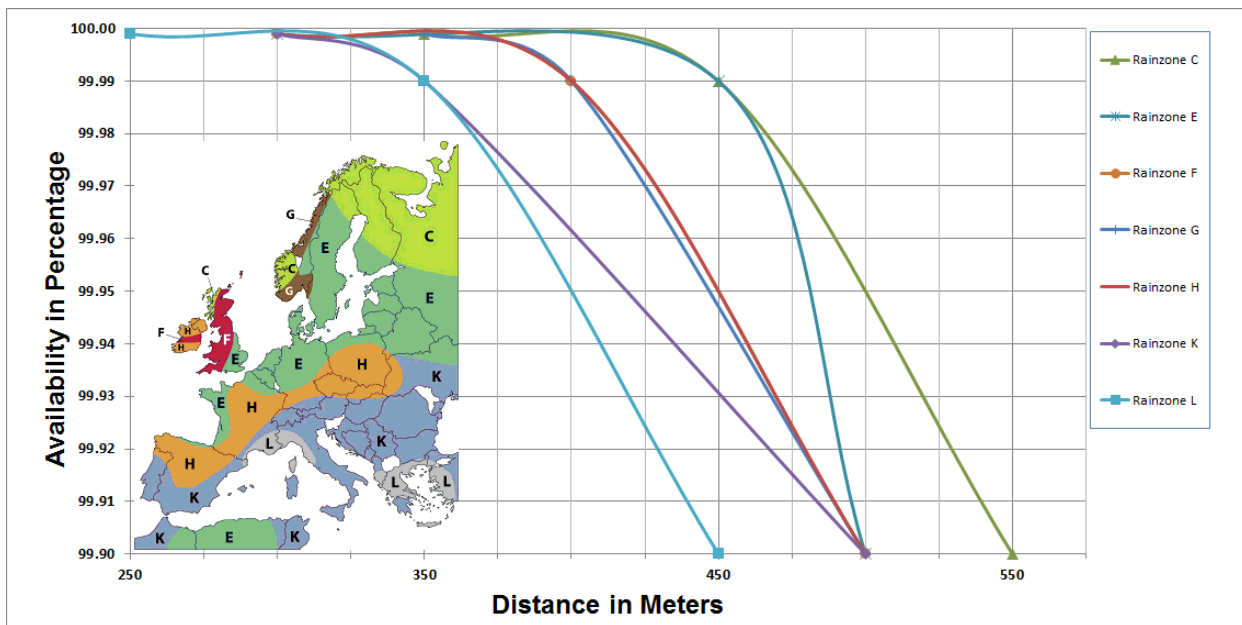 100.00
99.99
99.98
99.97
99.96
99.95
99.94
99.93
99.92
99.91
99.90
Availability in Percentage
250
350
450
550
Distance in Meters
Rainzone C
Rainzone E
Rainzone F
Rainzone G
Rainzone H
Rainzone K
Rainzone L
G
E
C
C
C
G
E
F
H
F
H
E
E
H
K
E
H
L
K
H
L
L
K
K
E
K